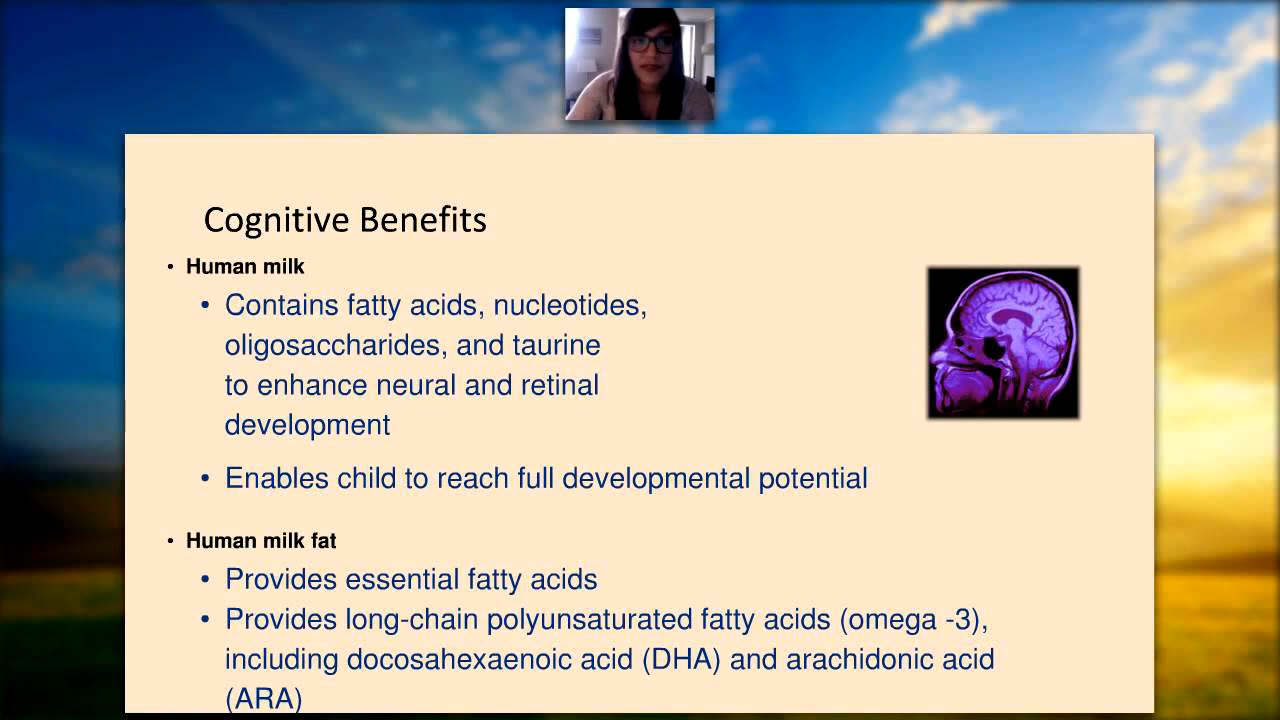 Cognitive Benefits
• Human milk
• Contains fatty acids, nucleotides,
oligosaccharides, and taurine
to enhance neural and retinal
development
• Enables child to reach full developmental potential
• Human milk fat
• Provides essential fatty acids
• Provides long-chain polyunsaturated fatty acids (omega -3),
including docosahexaenoic acid (DHA) and arachidonic acid
(ARA)